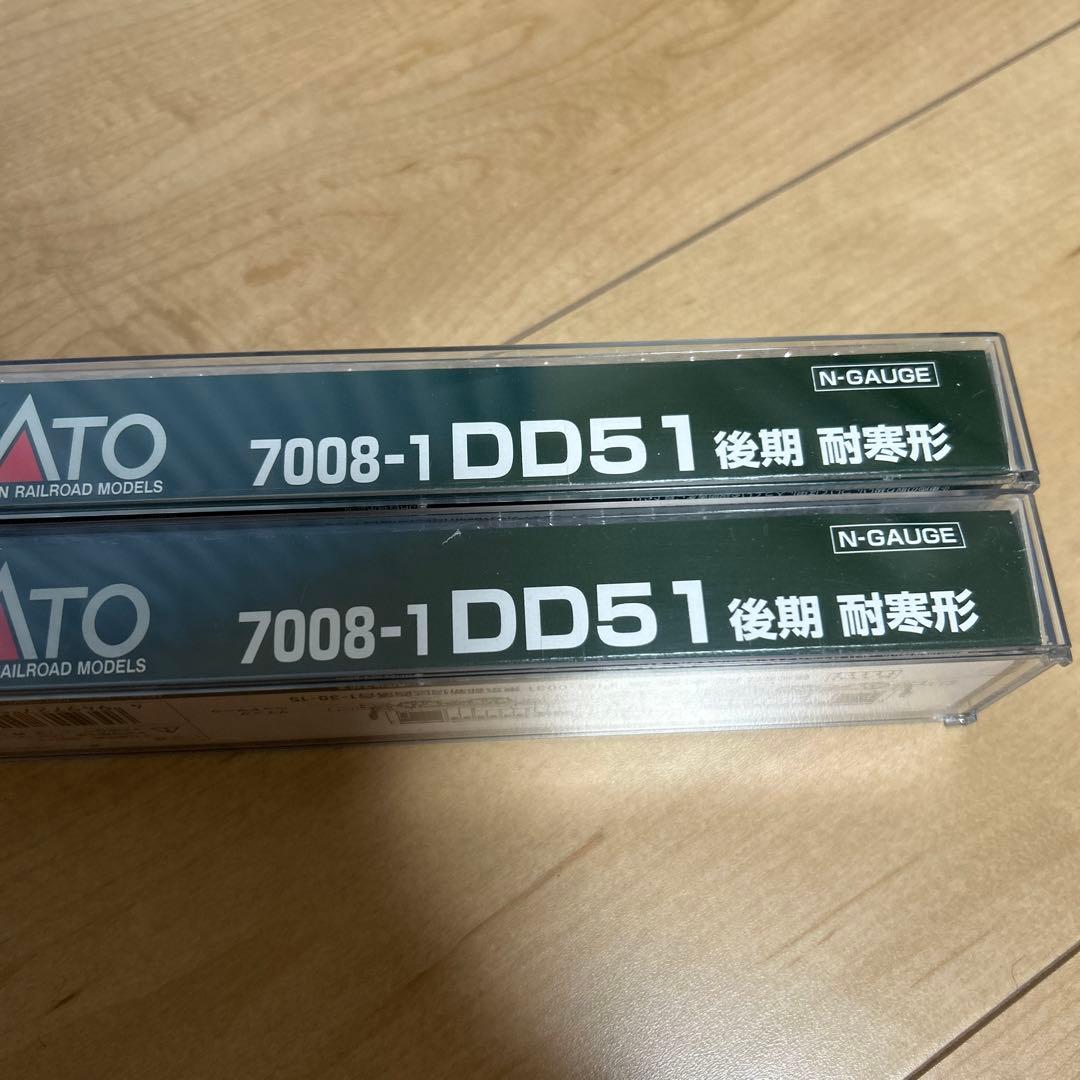 N-GAUGE
ATO 7008-1 DD51 後期 耐寒形
N RAILROAD MODELS
N-GAUGE
ATO 7008-1 DD51 後期 耐寒形
AILROAD MODELS